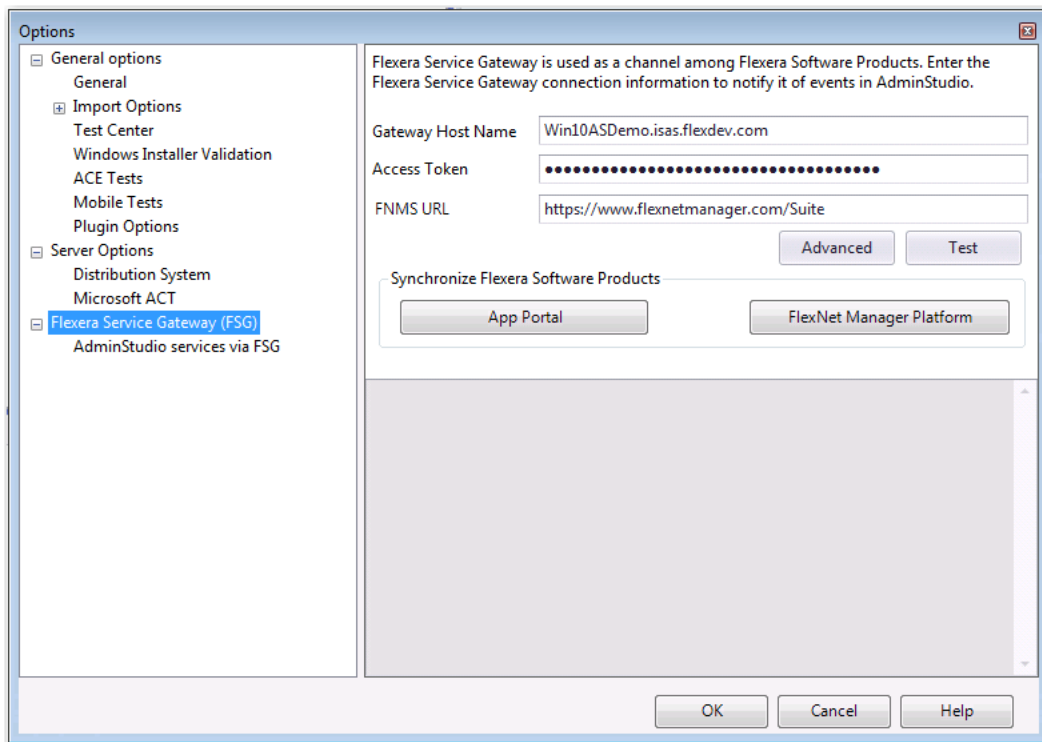 Options
General options
General
Import Options
Test Center
Windows Installer Validation
ACE Tests
Mobile Tests
Plugin Options
Server Options
Distribution System
Microsoft ACT
Flexera Service Gateway (FSG)
AdminStudio services via FSG
Flexera Service Gateway is used as a channel among Flexera Software Products. Enter the
Flexera Service Gateway connection information to notify it of events in AdminStudio.
Gateway Host Name Win10ASDemo.isas.flexdev.com
Access Token ••••••••••••••••••••••••••••••••••••
FNMS URL https://www.flexnetmanager.com/Suite
Advanced Test
Synchronize Flexera Software Products
App Portal FlexNet Manager Platform
OK Cancel Help